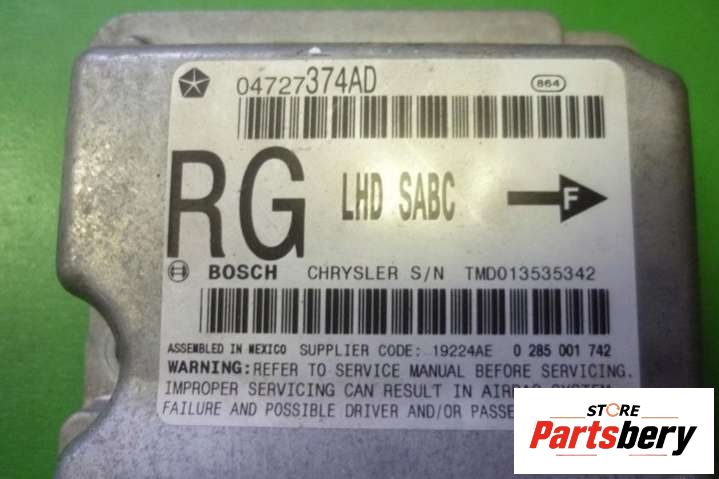 04727374AD 864
RG LHD SABC F
BOSCH CHRYSLER S/N TMD013535342
ASSEMBLED IN MEXICO SUPPLIER CODE: 19224AE 0 285 001 742
WARNING: REFER TO SERVICE MANUAL BEFORE SERVICING.
IMPROPER SERVICING CAN RESULT IN AIRBAG SYSTEM
FAILURE AND POSSIBLE DRIVER AND/OR
STORE
Partsbery